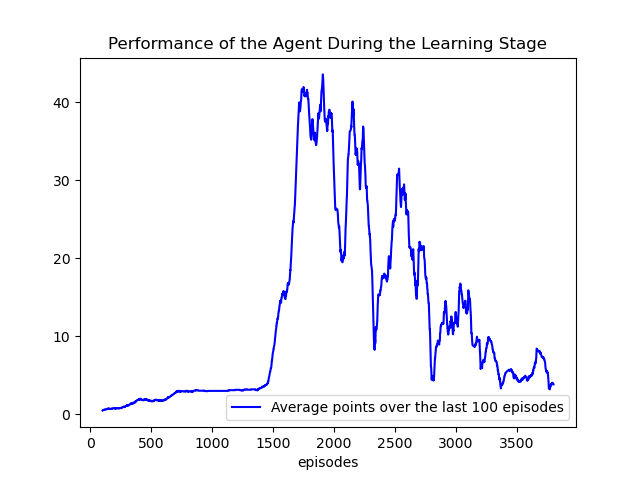 Performance of the Agent During the Learning Stage
40
30
20
10
0
Average points over the last 100 episodes
0 500 1000 1500 2000 2500 3000 3500
episodes